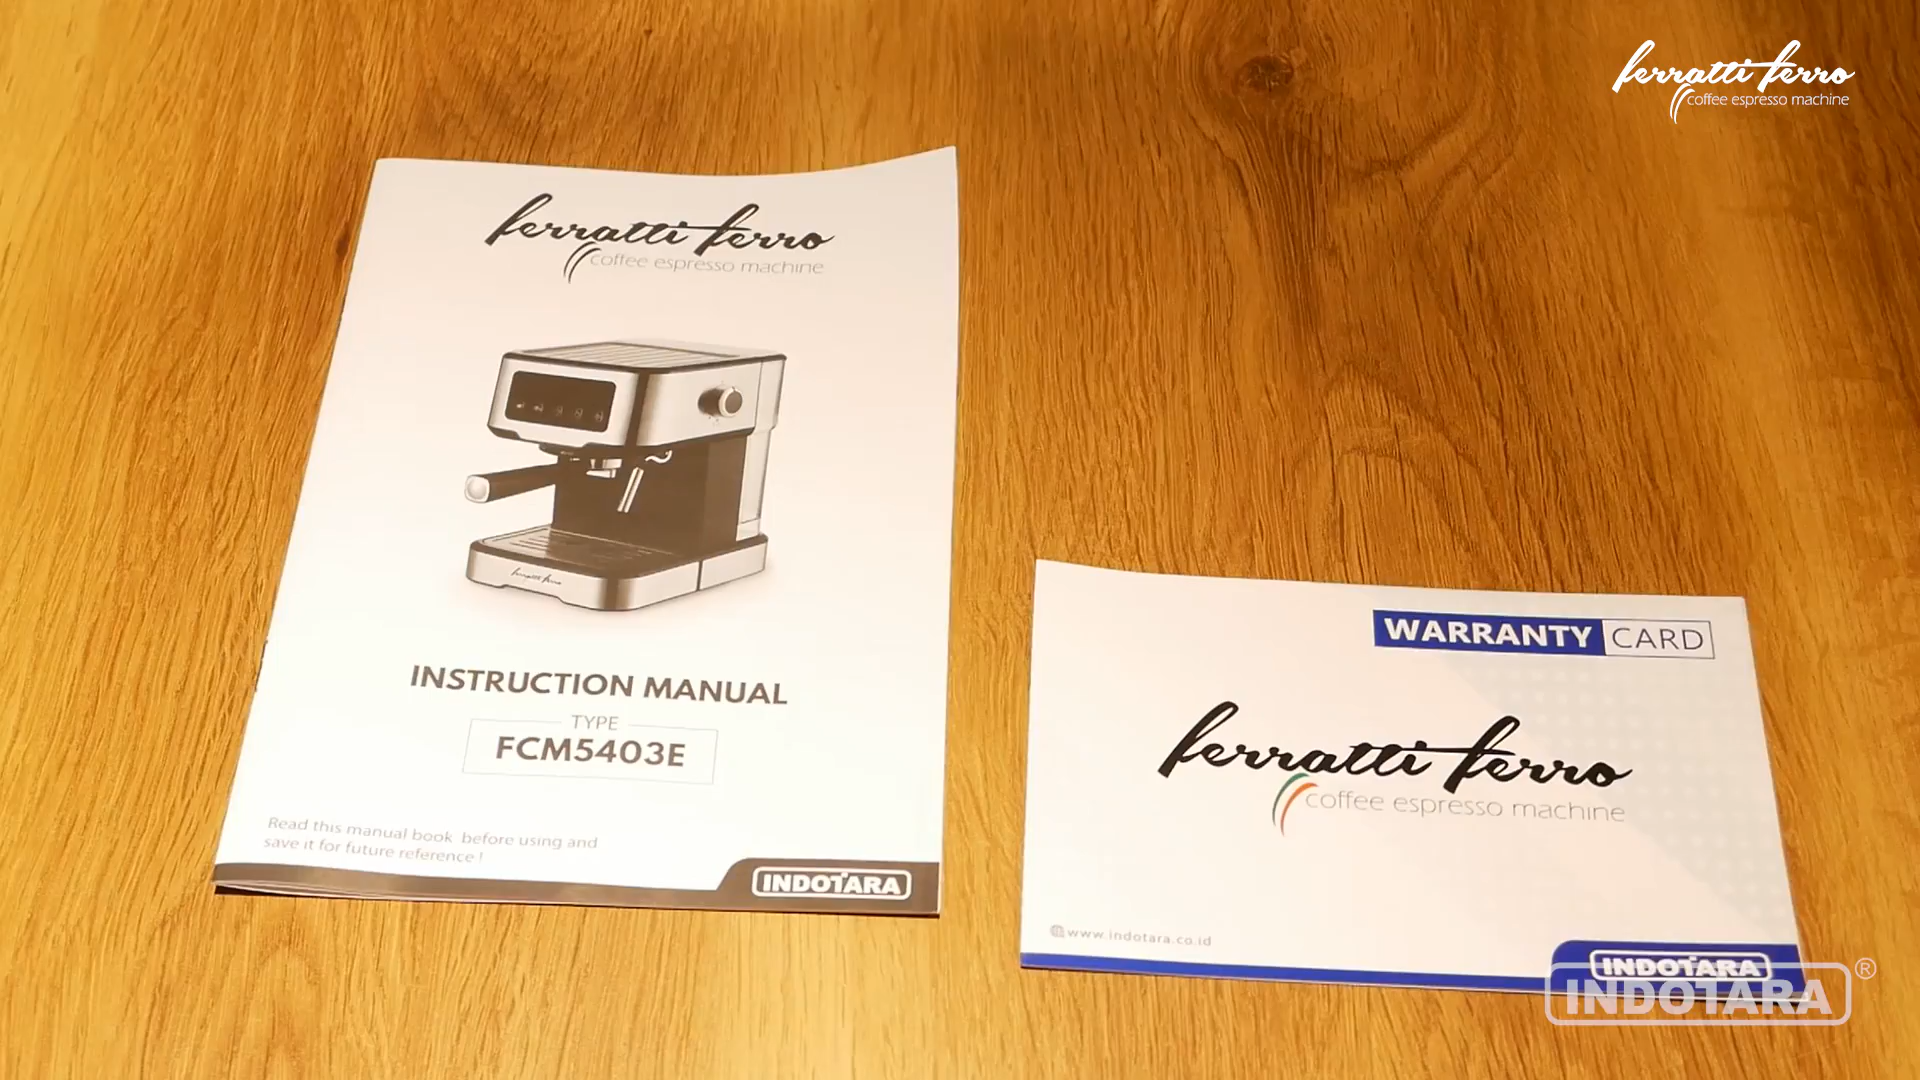 ferratti ferro
coffee espresso machine
ferratti ferro
coffee espresso machine
ferratti ferro
INSTRUCTION MANUAL
TYPE
FCM5403E
Read this manual book before using and
save it for future reference !
INDOTARA
WARRANTY CARD
ferratti ferro
coffee espresso machine
www.indotara.co.id
INDOTARA
INDOTARA®